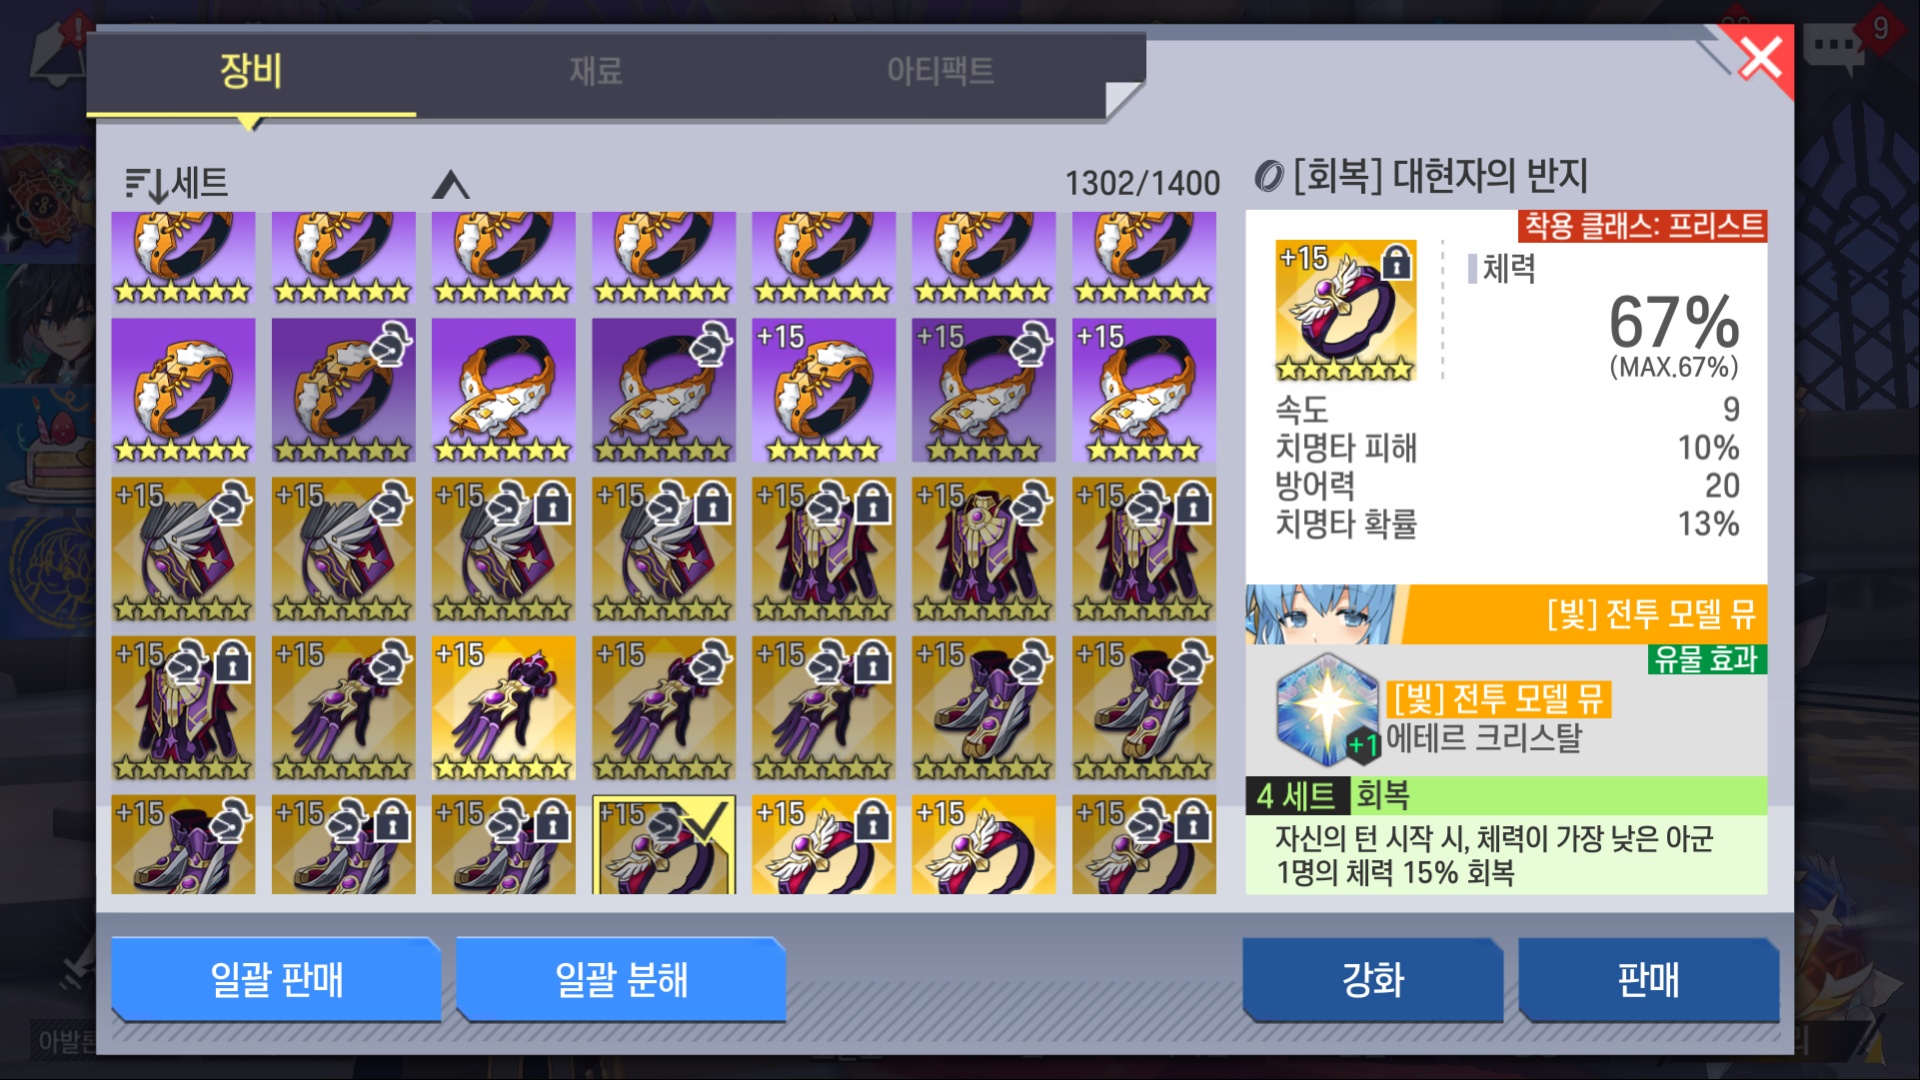 장비
재료
아티팩트
9
세트
1302/1400
[회복] 대현자의 반지
착용 클래스: 프리스트
+15
체력
67%
(MAX.67%)
속도 9
치명타 피해 10%
방어력 20
치명타 확률 13%
+15 +15 +15
+15 +15 +15 +15 +15 +15 +15
+15 +15 +15 +15 +15 +15 +15
+15 +15 +15 +15 +15 +15 +15
[빛] 전투 모델 뮤
유물 효과
[빛] 전투 모델 뮤
+1 에테르 크리스탈
4 세트 회복
자신의 턴 시작 시, 체력이 가장 낮은 아군
1명의 체력 15% 회복
일괄 판매
일괄 분해
강화
판매